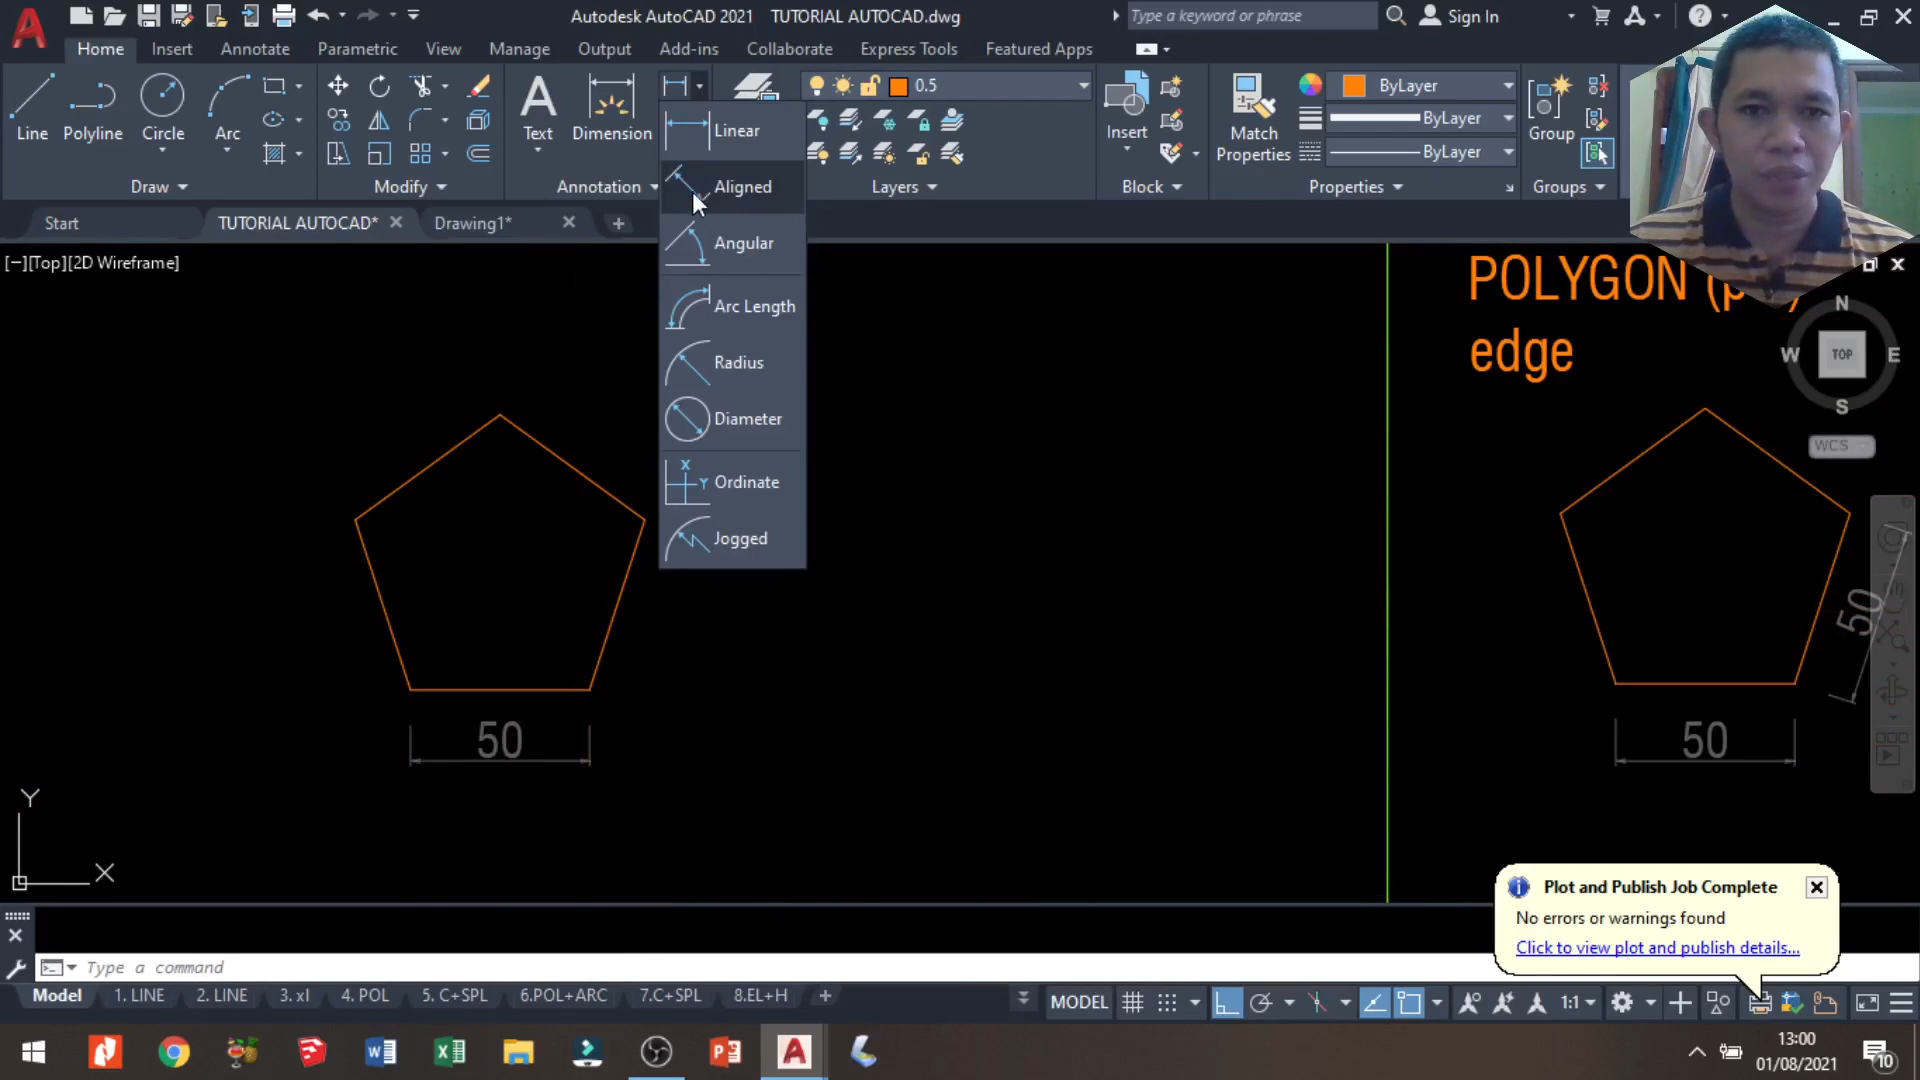 Autodesk AutoCAD 2021 TUTORIAL AUTOCAD.dwg
Type a keyword or phrase
Sign In
Home Insert Annotate Parametric View Manage Output Add-ins Collaborate Express Tools Featured Apps
Line Polyline Circle Arc
Text Dimension
0.5
Insert
Match
Properties
ByLayer
ByLayer
ByLayer
Group
Draw Modify Annotation Layers Block Properties Groups
Linear
Aligned
Angular
Arc Length
Radius
Diameter
X
Y
Ordinate
Jogged
Start TUTORIAL AUTOCAD* Drawing1*
[−][Top][2D Wireframe]
POLYGON
edge
N
W TOP E
S
WCS
50
50
50
Y
X
Plot and Publish Job Complete
No errors or warnings found
Click to view plot and publish details...
Type a command
Model 1. LINE 2. LINE 3. xl 4. POL 5. C+SPL 6.POL+ARC 7.C+SPL 8.EL+H
MODEL 1:1
13:00
01/08/2021
10